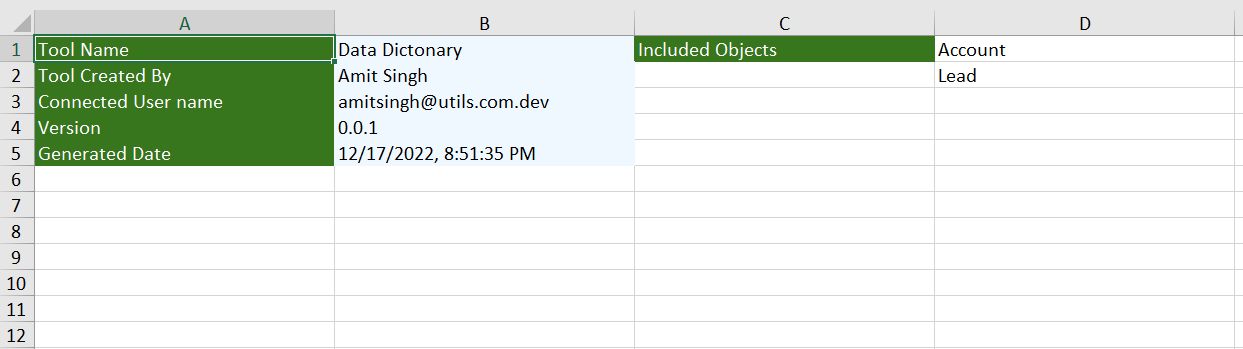 A B C D
1 Tool Name Data Dictonary Included Objects Account
2 Tool Created By Amit Singh Lead
3 Connected User name amitsingh@utils.com.dev
4 Version 0.0.1
5 Generated Date 12/17/2022, 8:51:35 PM
6
7
8
9
10
11
12